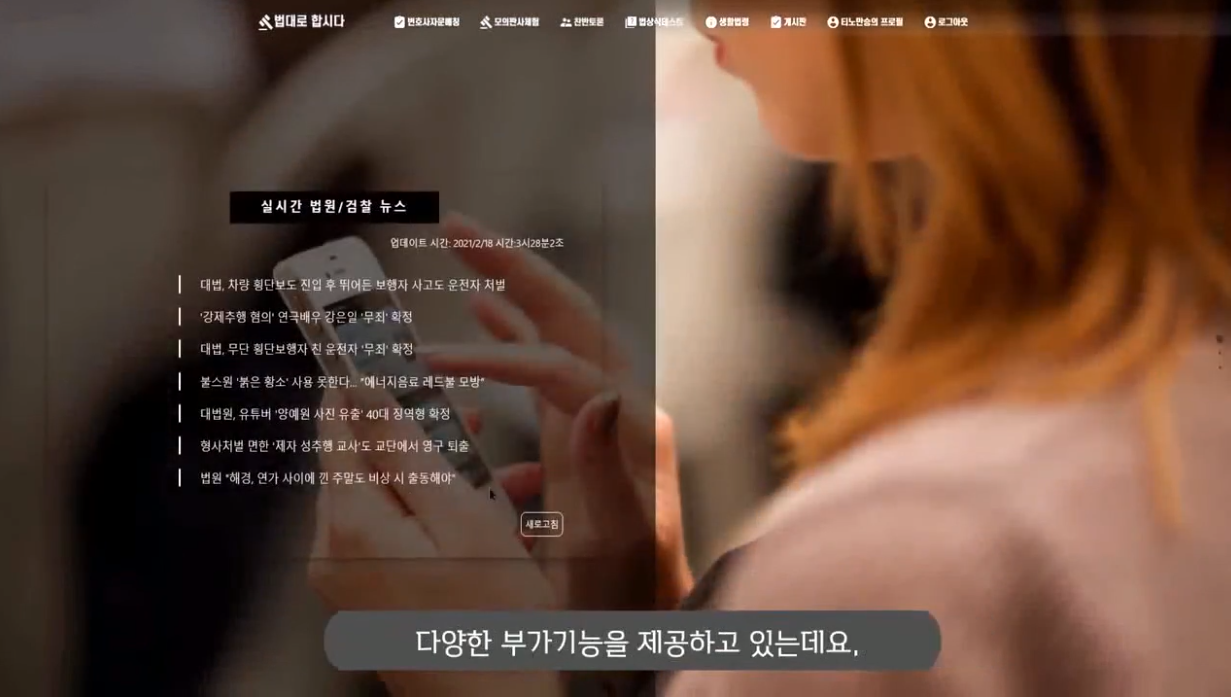 법대로 합시다
변호사자문매칭
모의판사체험
찬반토론
법상식테스트
생활법령
게시판
티노만승의 프로필
로그아웃
실시간 법원/검찰 뉴스
업데이트 시간: 2021/2/18 시간:3시28분2초
대법, 차량 횡단보도 진입 후 뛰어든 보행자 사고도 운전자 처벌
'강제추행 혐의' 연극배우 강은일 '무죄' 확정
대법, 무단 횡단보행자 친 운전자 '무죄' 확정
불스원 '붉은 황소' 사용 못한다... "에너지음료 레드불 모방"
대법원, 유튜버 '양예원 사진 유출' 40대 징역형 확정
형사처벌 면한 '제자 성추행 교사'도 교단에서 영구 퇴출
법원 "해경, 연가 사이에 낀 주말도 비상 시 출동해야"
새로고침
다양한 부가기능을 제공하고 있는데요,